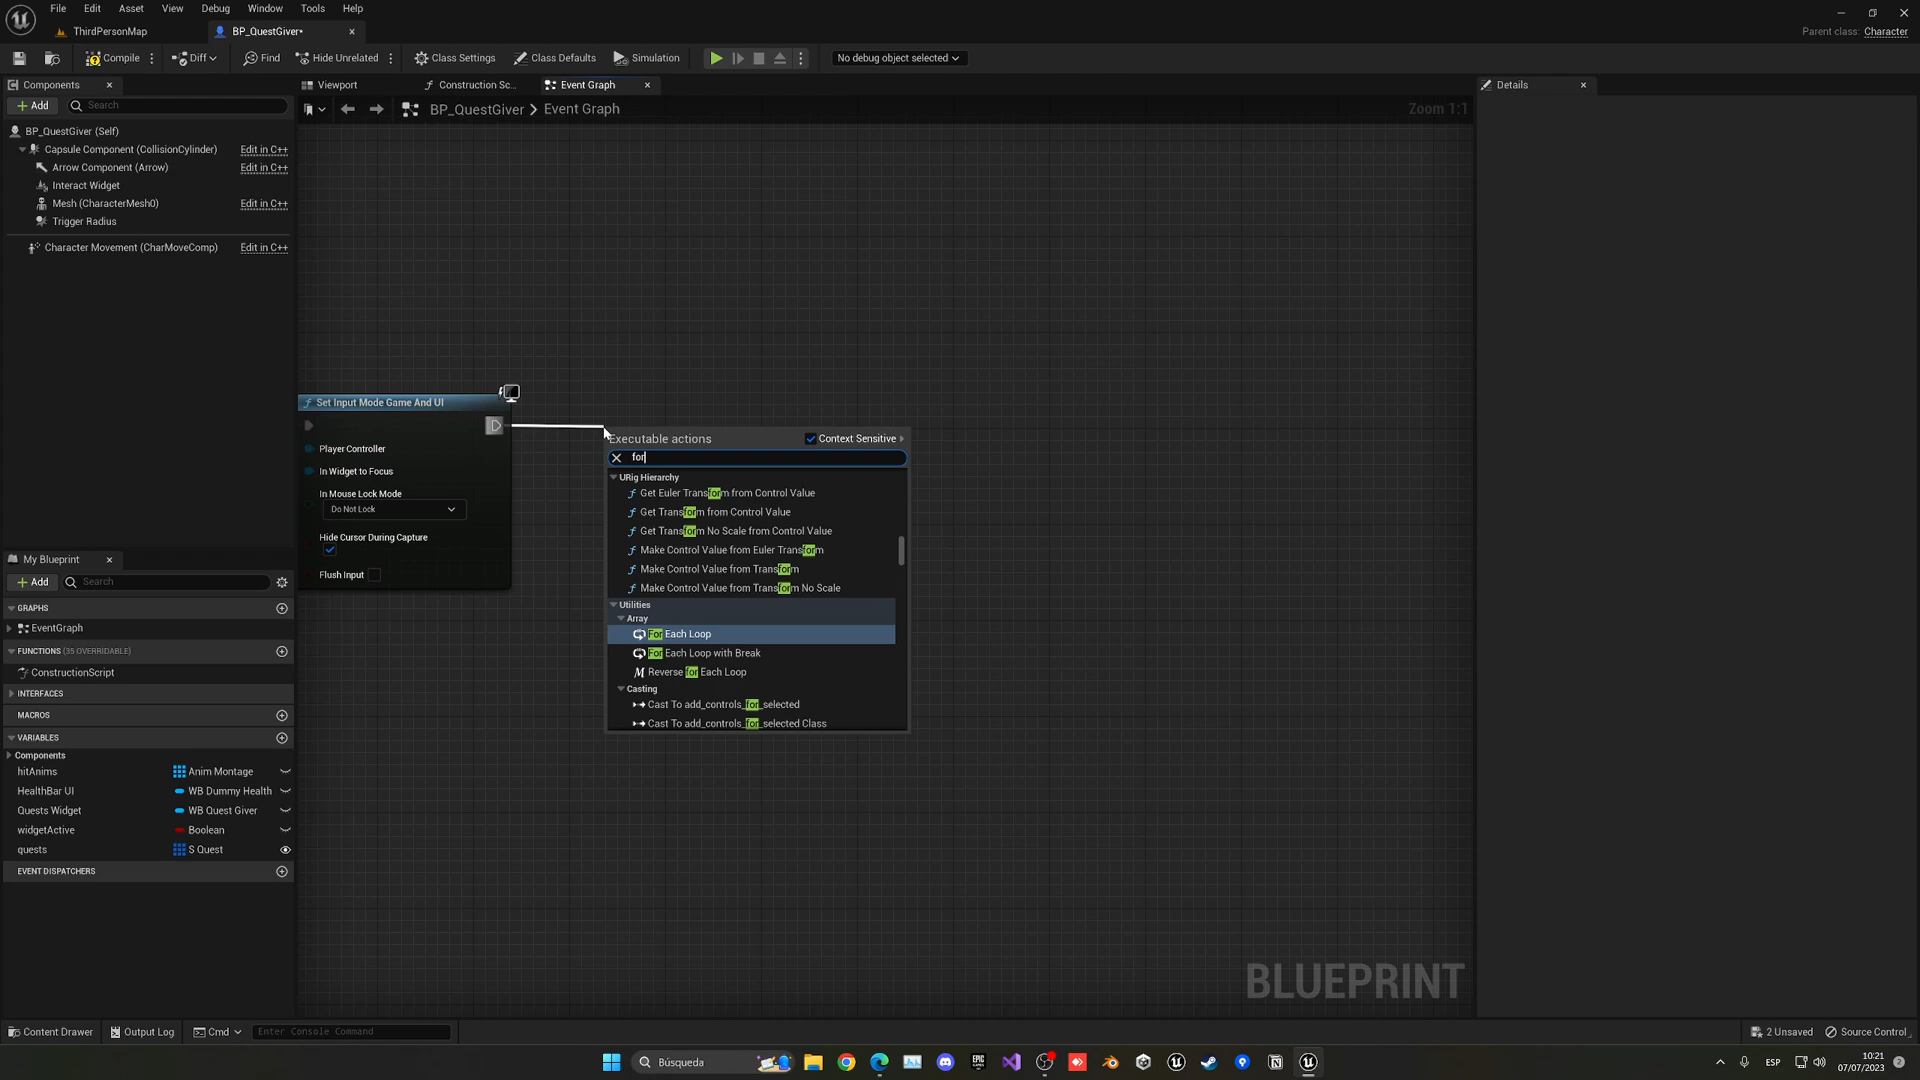 File Edit Asset View Debug Window Tools Help
ThirdPersonMap
BP_QuestGiver•
Parent class: Character
Compile
Diff
Find
Hide Unrelated
Class Settings
Class Defaults
Simulation
No debug object selected
Components
Viewport
Construction Sc...
Event Graph
Details
Add
Search
BP_QuestGiver > Event Graph
Zoom 1:1
BP_QuestGiver (Self)
Capsule Component (CollisionCylinder) Edit in C++
Arrow Component (Arrow) Edit in C++
Interact Widget
Mesh (CharacterMesh0) Edit in C++
Trigger Radius
Character Movement (CharMoveComp) Edit in C++
Set Input Mode Game And UI
Player Controller
In Widget to Focus
In Mouse Lock Mode
Do Not Lock
Hide Cursor During Capture
Flush Input
Executable actions
Context Sensitive
for
URig Hierarchy
Get Euler Transform from Control Value
Get Transform from Control Value
Get Transform No Scale from Control Value
Make Control Value from Euler Transform
Make Control Value from Transform
Make Control Value from Transform No Scale
Utilities
Array
For Each Loop
For Each Loop with Break
Reverse for Each Loop
Casting
Cast To add_controls_for_selected
Cast To add_controls_for_selected Class
My Blueprint
Add
Search
GRAPHS
EventGraph
FUNCTIONS (35 OVERRIDABLE)
ConstructionScript
INTERFACES
MACROS
VARIABLES
Components
hitAnims Anim Montage
HealthBar UI WB Dummy Health
Quests Widget WB Quest Giver
widgetActive Boolean
quests S Quest
EVENT DISPATCHERS
BLUEPRINT
Content Drawer
Output Log
Cmd
Enter Console Command
2 Unsaved
Source Control
Búsqueda
ESP
10:21
07/07/2023